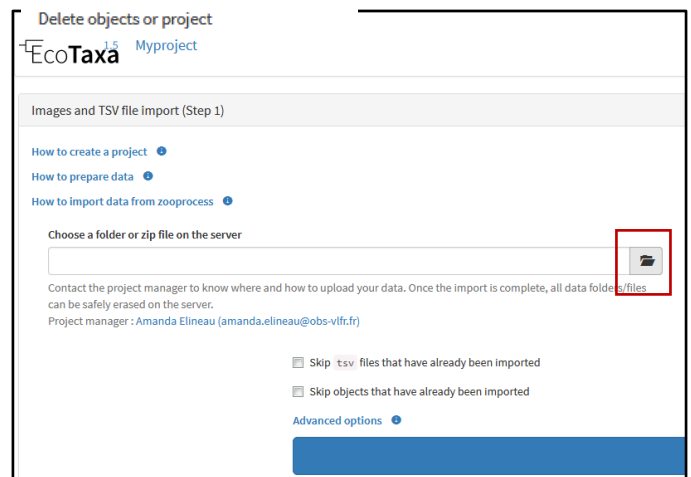 Delete objects or project
EcoTaxa 1.5 Myproject
Images and TSV file import (Step 1)
How to create a project
How to prepare data
How to import data from zooprocess
Choose a folder or zip file on the server
Contact the project manager to know where and how to upload your data. Once the import is complete, all data folders/files
can be safely erased on the server.
Project manager : Amanda Elineau (amanda.elineau@obs-vlfr.fr)
Skip tsv files that have already been imported
Skip objects that have already been imported
Advanced options